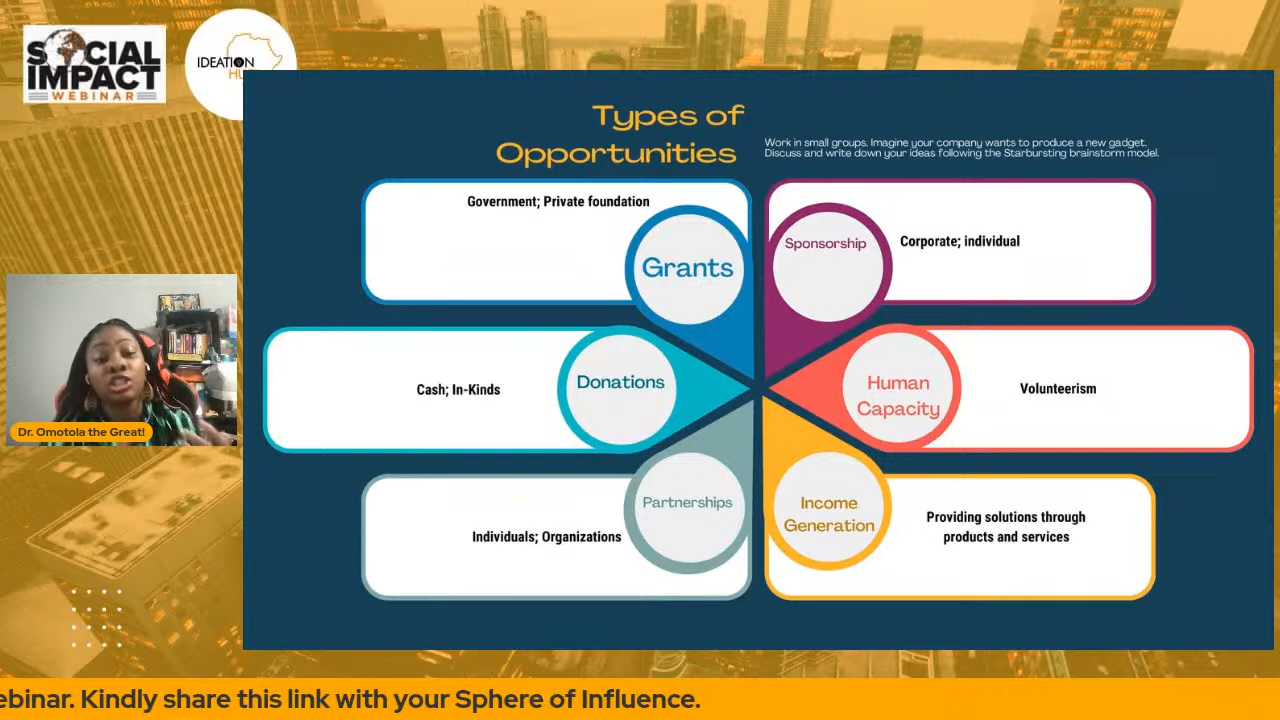 SOCIAL
IMPACT
WEBINAR
IDEATION
HU
Types of
Opportunities
Work in small groups. Imagine your company wants to produce a new gadget.
Discuss and write down your ideas following the Starbursting brainstorm model.
Government; Private foundation
Grants
Sponsorship
Corporate; individual
Cash; In-Kinds
Donations
Human
Capacity
Volunteerism
Individuals; Organizations
Partnerships
Income
Generation
Providing solutions through
products and services
Dr. Omotola the Great!
ebinar. Kindly share this link with your Sphere of Influence.